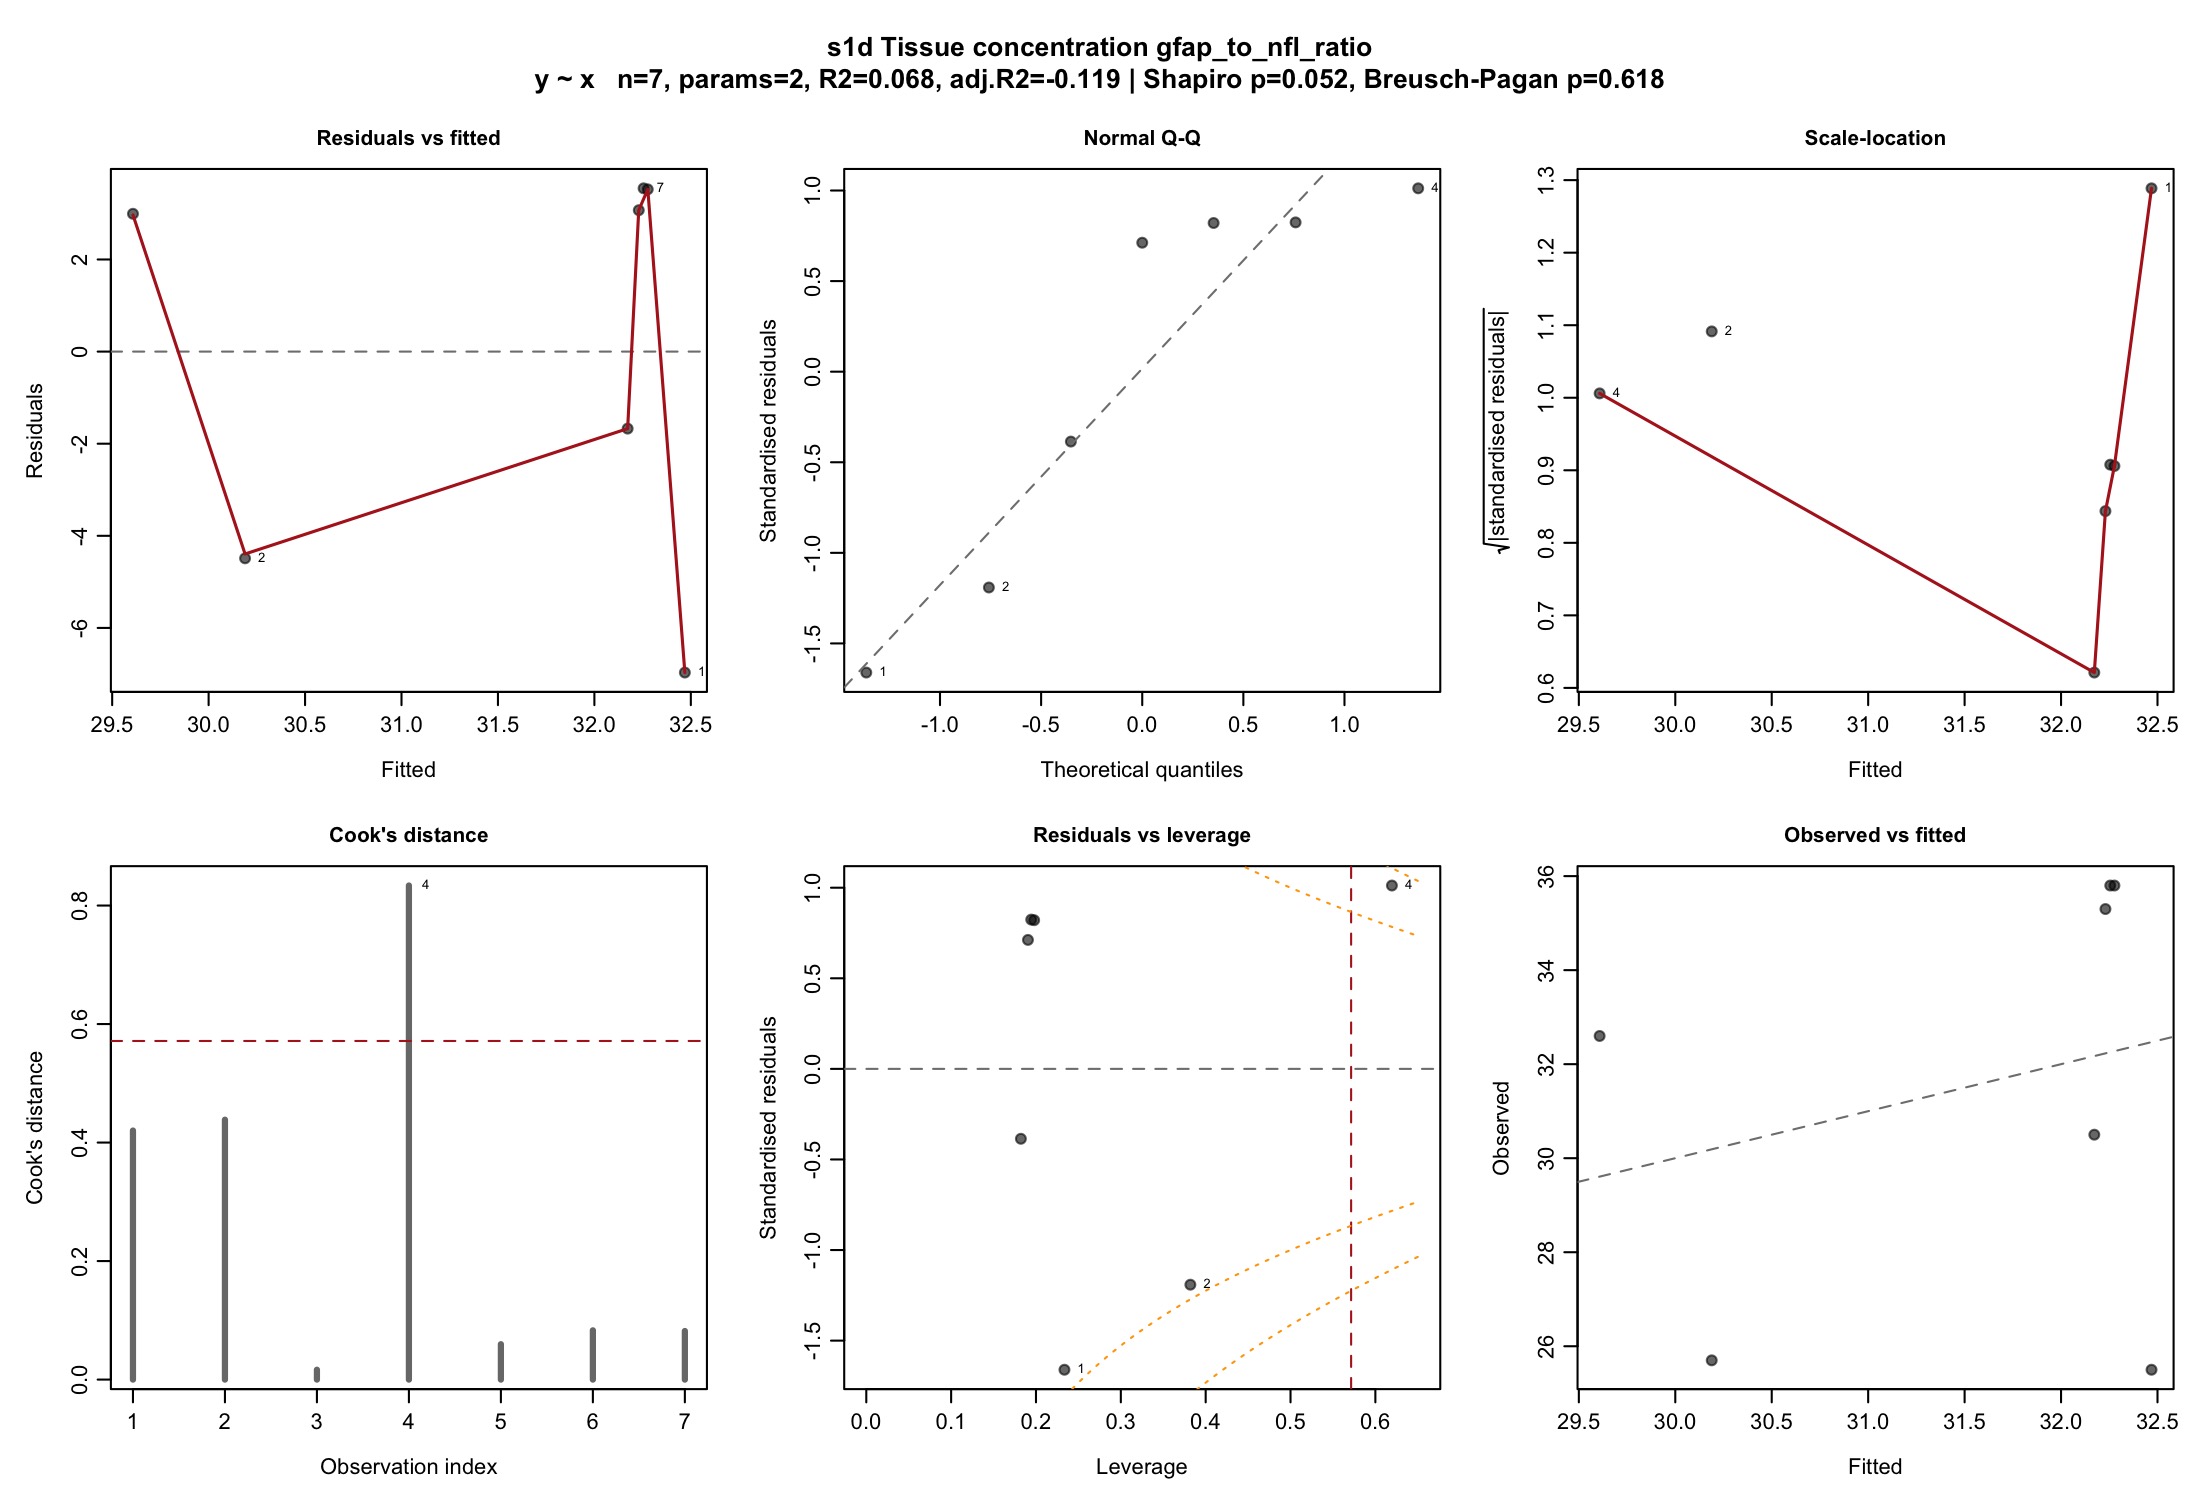 s1d Tissue concentration gfap_to_nfl_ratio
y ~ x   n=7, params=2, R2=0.068, adj.R2=-0.119 | Shapiro p=0.052, Breusch-Pagan p=0.618
Residuals vs fitted
Residuals
2
0
-2
-4
-6
7
2
1
29.5 30.0 30.5 31.0 31.5 32.0 32.5
Fitted
Normal Q-Q
Standardised residuals
1.0
0.5
0.0
-0.5
-1.0
-1.5
4
2
1
-1.0 -0.5 0.0 0.5 1.0
Theoretical quantiles
Scale-location
√|standardised residuals|
1.3
1.2
1.1
1.0
0.9
0.8
0.7
0.6
1
2
4
29.5 30.0 30.5 31.0 31.5 32.0 32.5
Fitted
Cook's distance
Cook's distance
0.8
0.6
0.4
0.2
0.0
4
1 2 3 4 5 6 7
Observation index
Residuals vs leverage
Standardised residuals
1.0
0.5
0.0
-0.5
-1.0
-1.5
4
2
1
0.0 0.1 0.2 0.3 0.4 0.5 0.6
Leverage
Observed vs fitted
Observed
36
34
32
30
28
26
29.5 30.0 30.5 31.0 31.5 32.0 32.5
Fitted